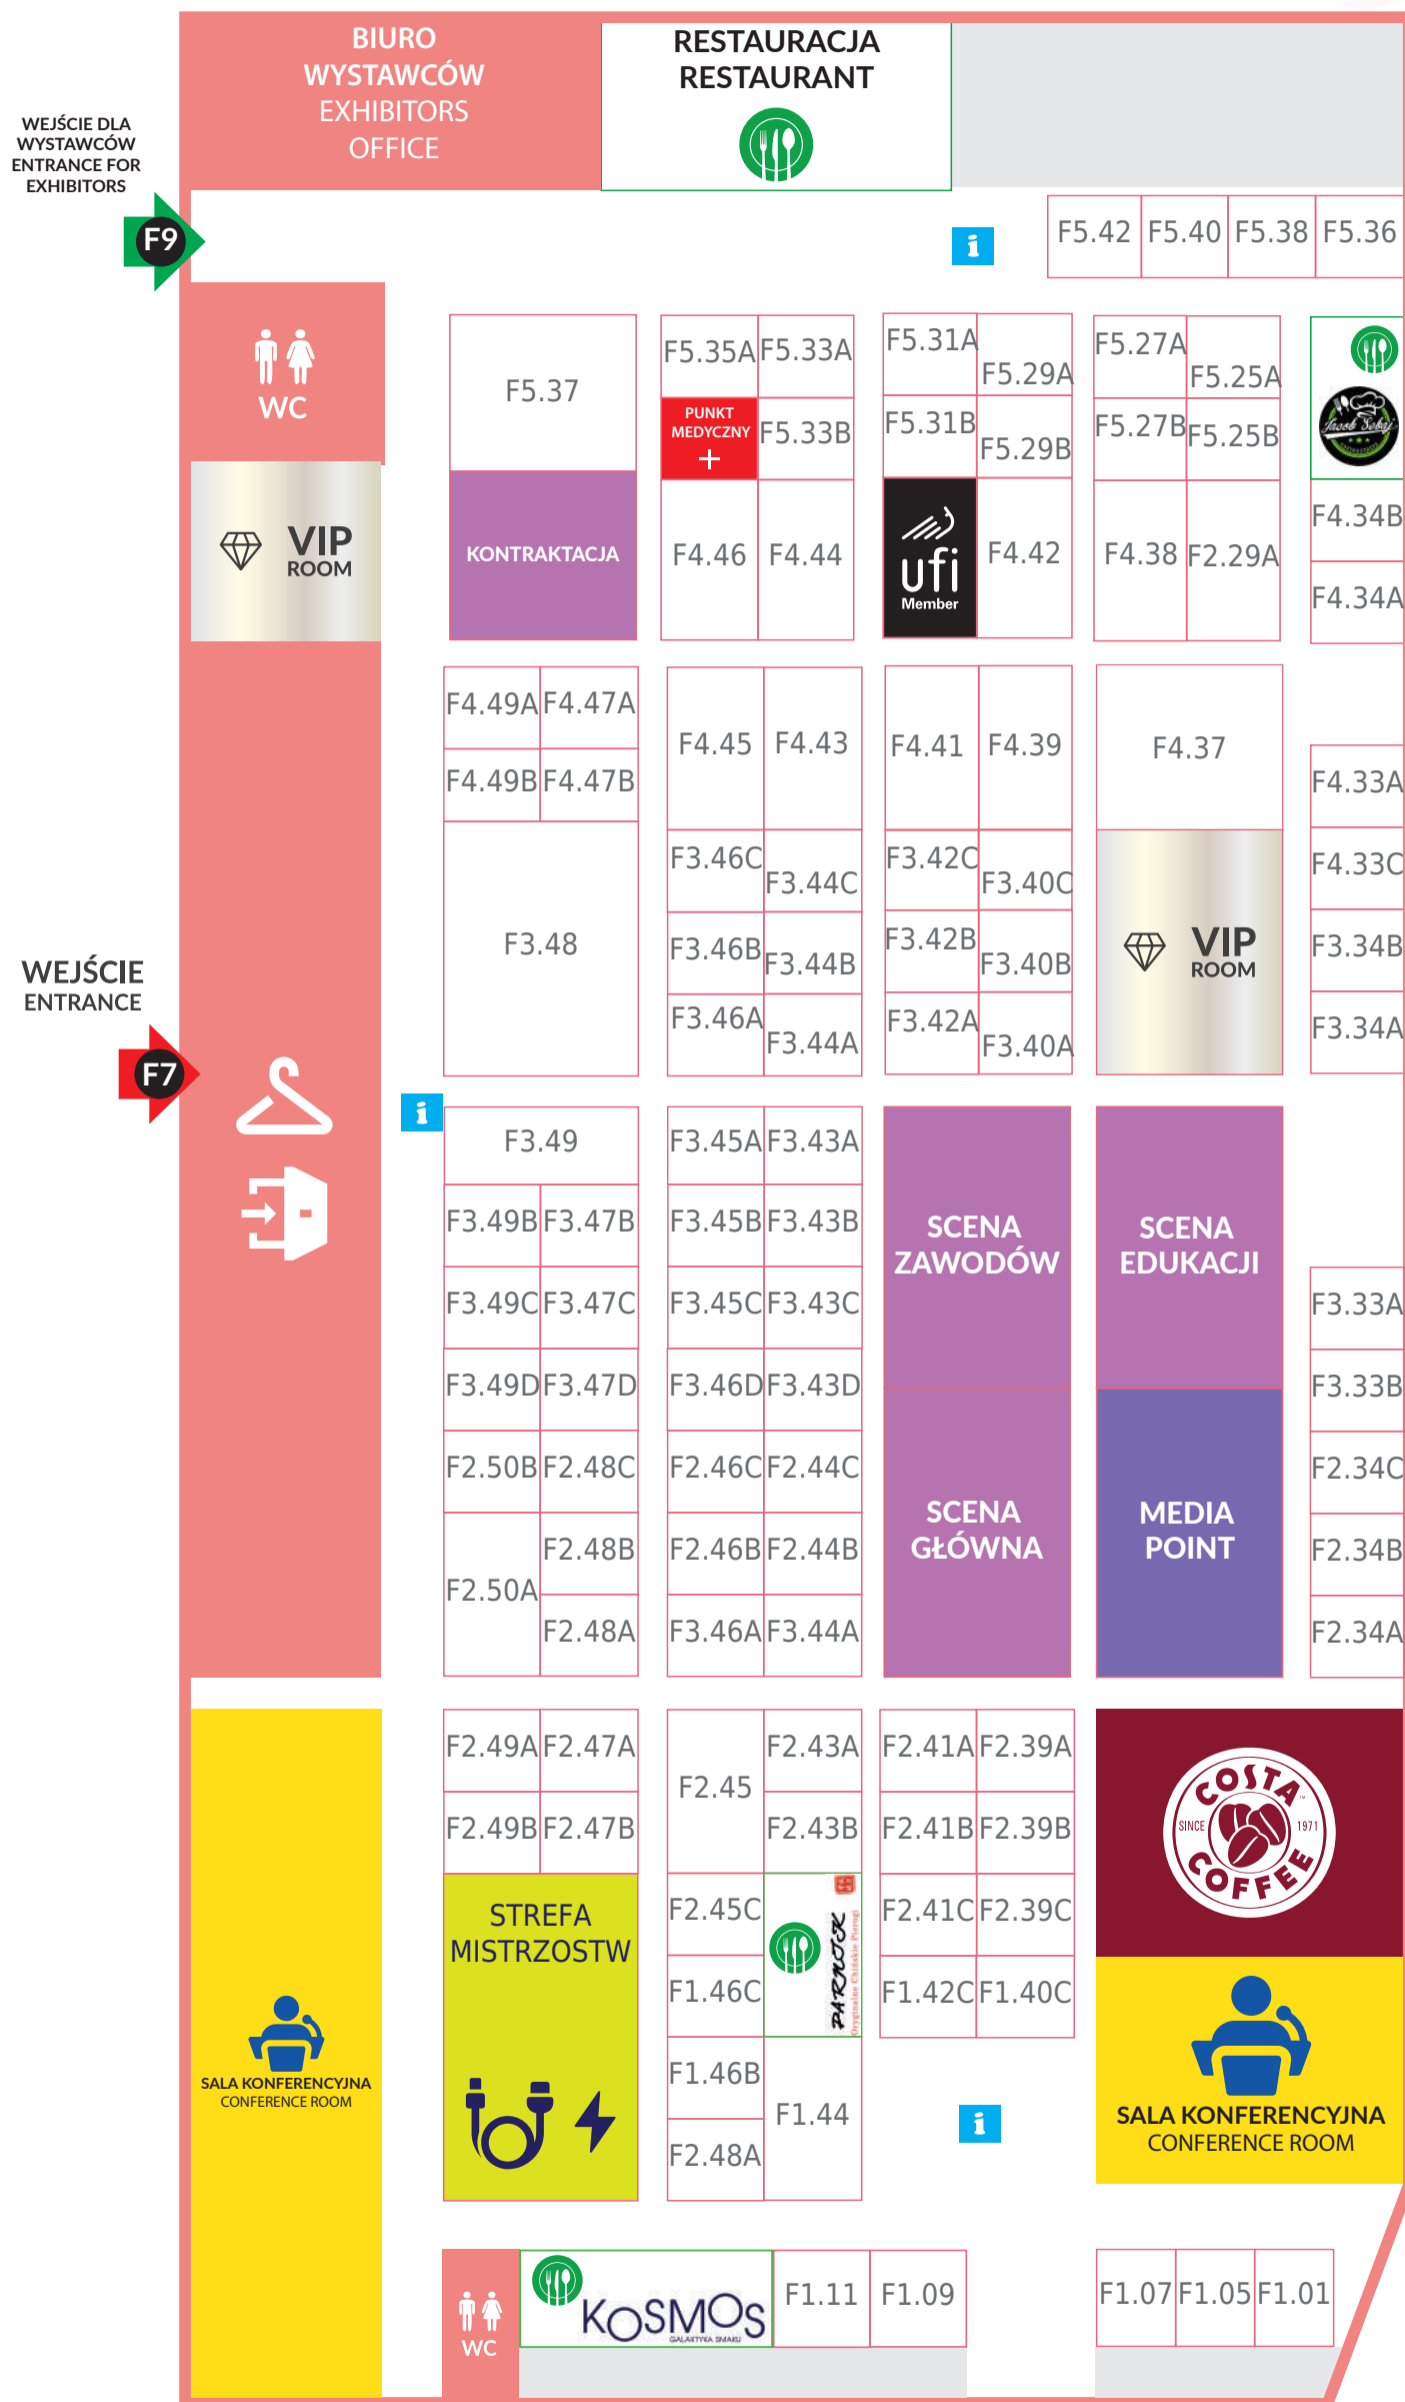 BIURO
WYSTAWCÓW
EXHIBITORS
OFFICE
RESTAURACJA
RESTAURANT
WEJŚCIE DLA
WYSTAWCÓW
ENTRANCE FOR
EXHIBITORS
F9
i
F5.42 F5.40 F5.38 F5.36
WC
F5.37
F5.35A F5.33A
PUNKT
MEDYCZNY
F5.33B
F5.31A
F5.29A
F5.31B
F5.29B
F5.27A
F5.25A
F5.27B F5.25B
Jacob Sebaj
VIP
ROOM
KONTRAKTACJA
F4.46 F4.44
ufi
Member
F4.42
F4.38 F2.29A
F4.34B
F4.34A
F4.49A F4.47A
F4.49B F4.47B
F4.45 F4.43
F4.41 F4.39
F4.37
F4.33A
F4.33C
F3.34B
F3.34A
F3.48
F3.46C
F3.44C
F3.46B
F3.44B
F3.46A
F3.44A
F3.42C
F3.40C
F3.42B
F3.40B
F3.42A
F3.40A
VIP
ROOM
WEJŚCIE
ENTRANCE
F7
i
F3.49
F3.49B F3.47B
F3.49C F3.47C
F3.49D F3.47D
F2.50B F2.48C
F2.48B
F2.50A
F2.48A
F3.45A F3.43A
F3.45B F3.43B
F3.45C F3.43C
F3.46D F3.43D
F2.46C F2.44C
F2.46B F2.44B
F3.46A F3.44A
SCENA
ZAWODÓW
SCENA
EDUKACJI
SCENA
GŁÓWNA
MEDIA
POINT
F3.33A
F3.33B
F2.34C
F2.34B
F2.34A
SALA KONFERENCYJNA
CONFERENCE ROOM
F2.49A F2.47A
F2.49B F2.47B
STREFA
MISTRZOSTW
F2.45
F2.43A
F2.43B
F2.45C
F1.46C
F1.46B
F2.48A
PARNIK
Oryginalne Chińskie Pierogi
F1.44
F2.41A F2.39A
F2.41B F2.39B
F2.41C F2.39C
F1.42C F1.40C
COSTA
SINCE 1971
COFFEE
i
SALA KONFERENCYJNA
CONFERENCE ROOM
WC
KOSMOS
GALAKTYKA SMAKU
F1.11 F1.09
F1.07 F1.05 F1.01